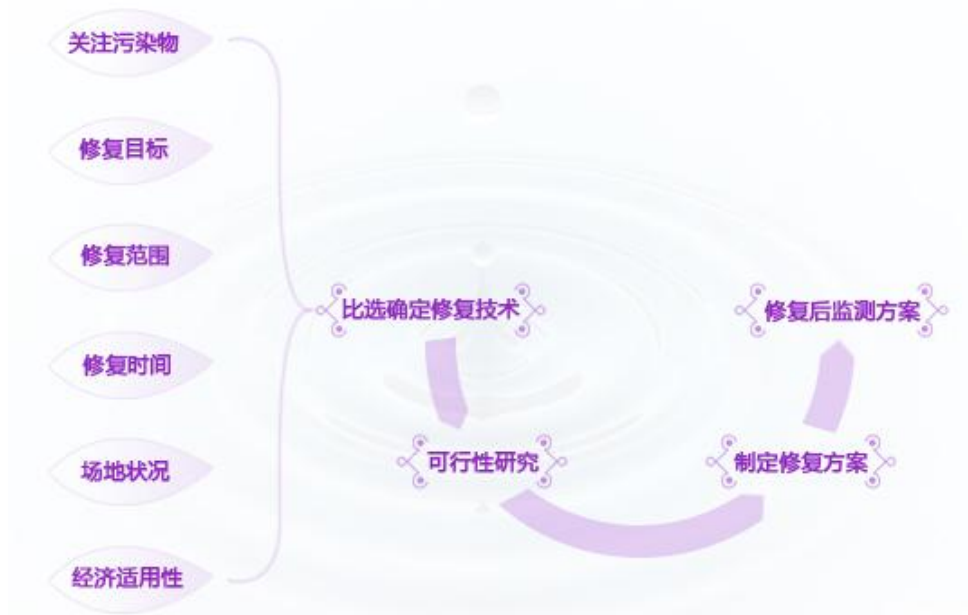 关注污染物
修复目标
修复范围
修复时间
场地状况
经济适用性
比选确定修复技术
可行性研究
制定修复方案
修复后监测方案